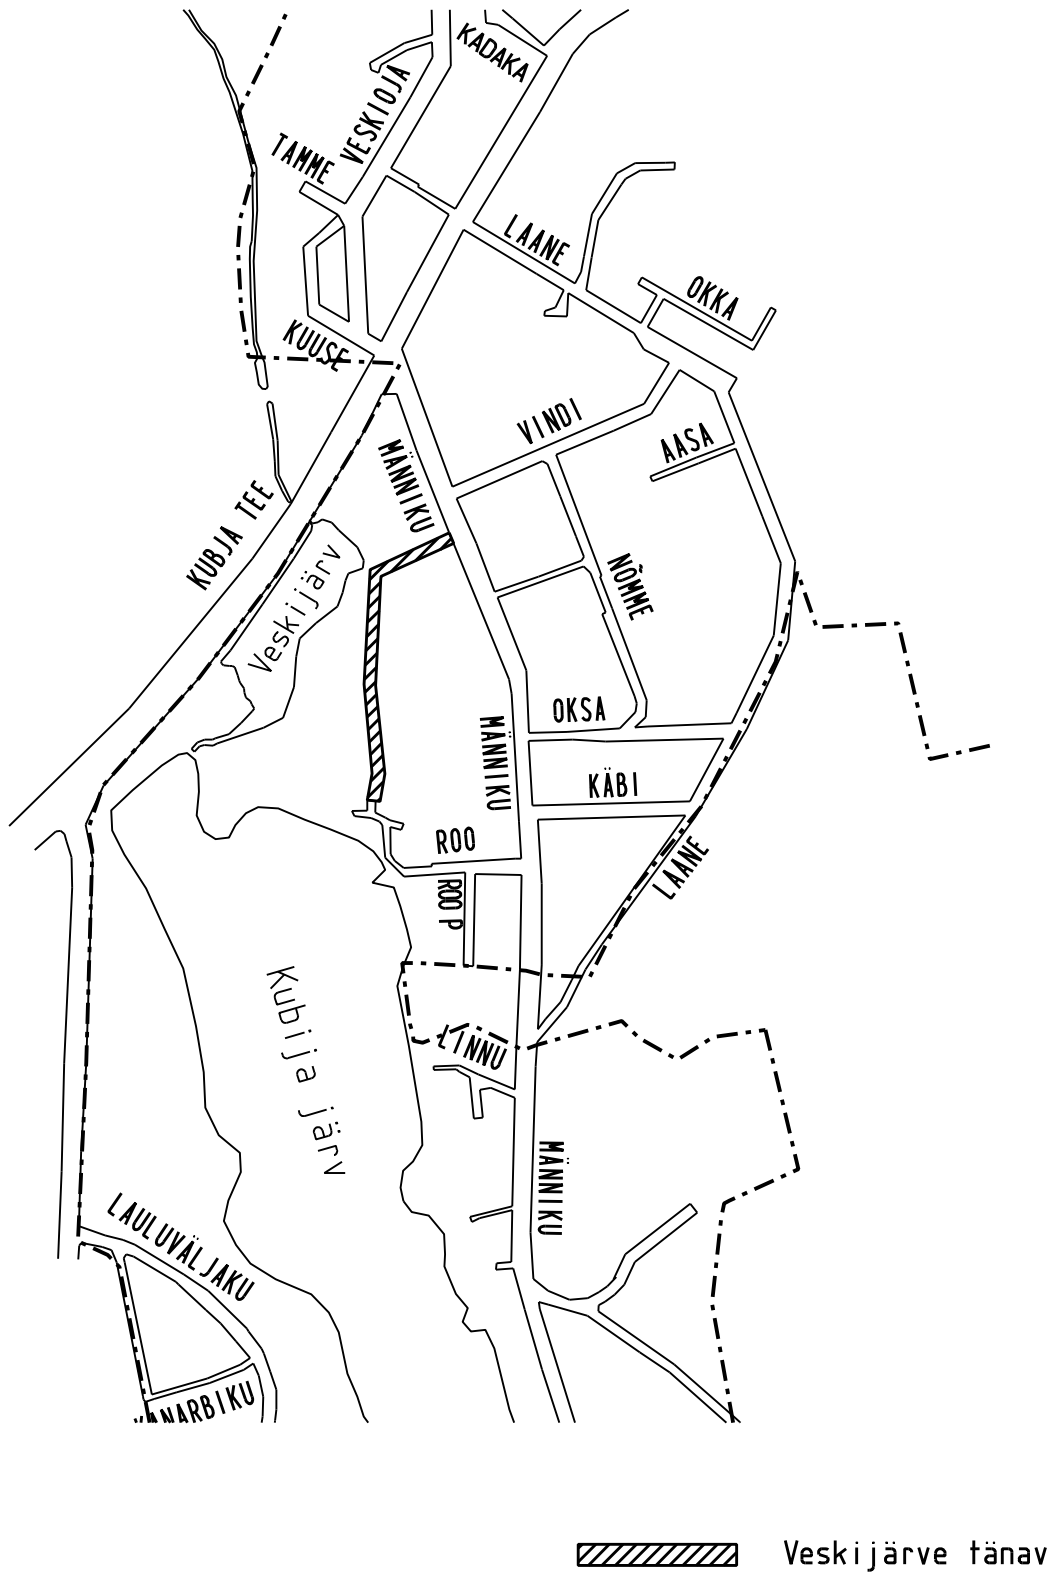 KADAKA
VESKIOJA
TAMME
LAANE
OKKA
KUUSE
VINDI
AASA
MÄNNIKU
KUBJA TEE
Veskijärv
NÕMME
OKSA
MÄNNIKU
KÄBI
ROO
LAANE
ROO P
Kubija järv
LINNU
MÄNNIKU
LAULUVÄLJAKU
KANARBIKU
Veskijärve tänav